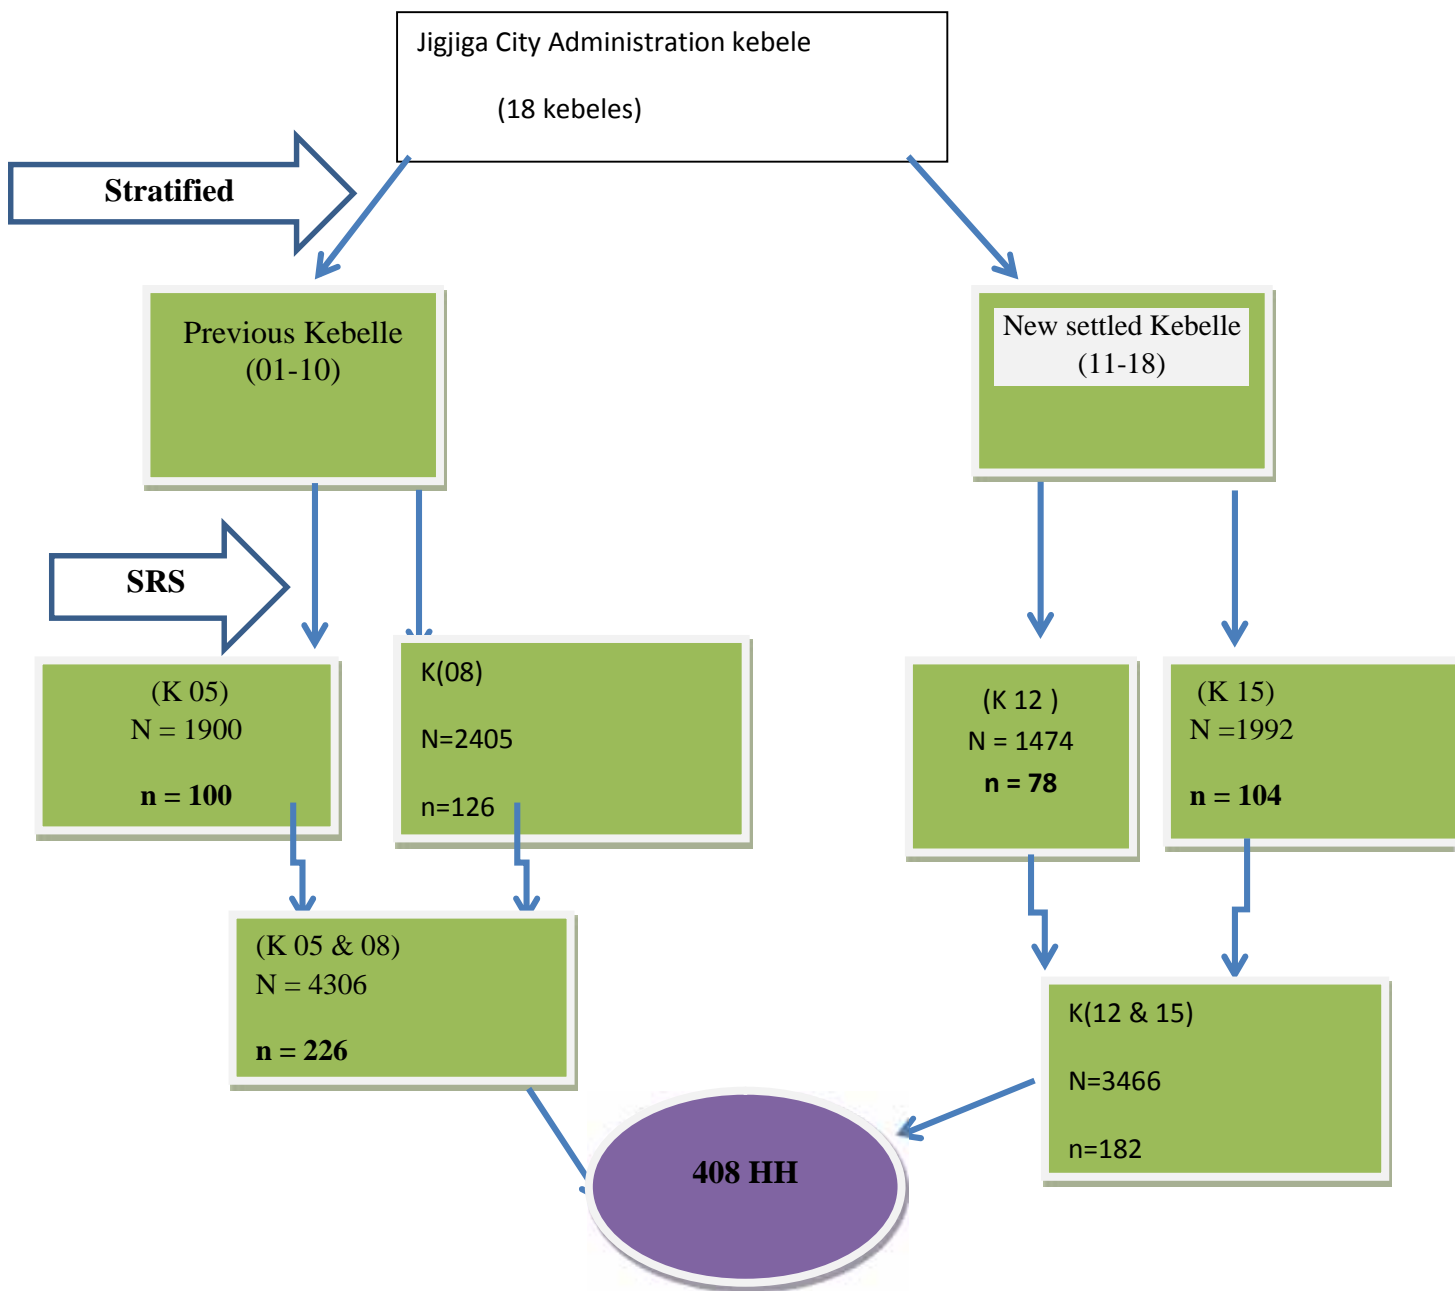 Jigjiga City Administration kebele
(18 kebeles)
Stratified
Previous Kebelle
(01-10)
New settled Kebelle
(11-18)
SRS
(K 05)
N = 1900
n = 100
K(08)
N=2405
n=126
(K 12 )
N = 1474
n = 78
(K 15)
N =1992
n = 104
(K 05 & 08)
N = 4306
n = 226
K(12 & 15)
N=3466
n=182
408 HH